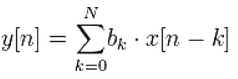 y[n] = \sum_{k=0}^{N} b_k \cdot x[n-k]